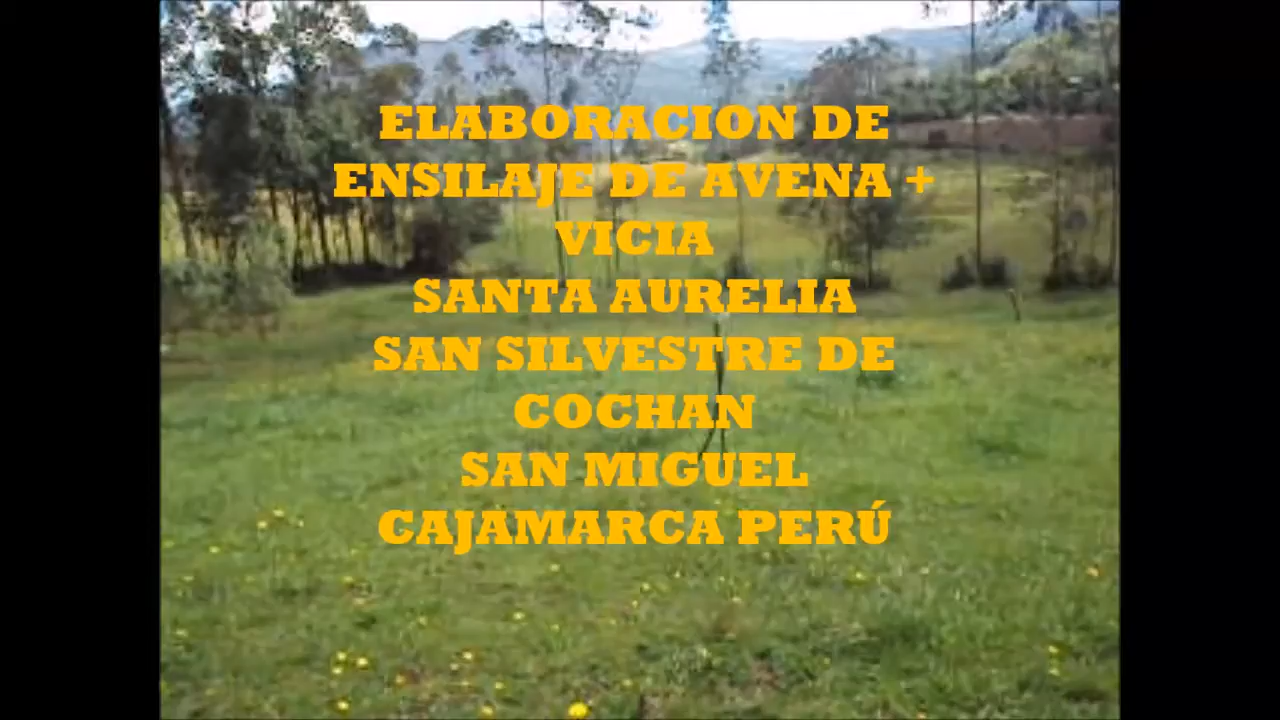 ELABORACION DE
ENSILAJE DE AVENA +
VICIA
SANTA AURELIA
SAN SILVESTRE DE
COCHAN
SAN MIGUEL
CAJAMARCA PERÚ